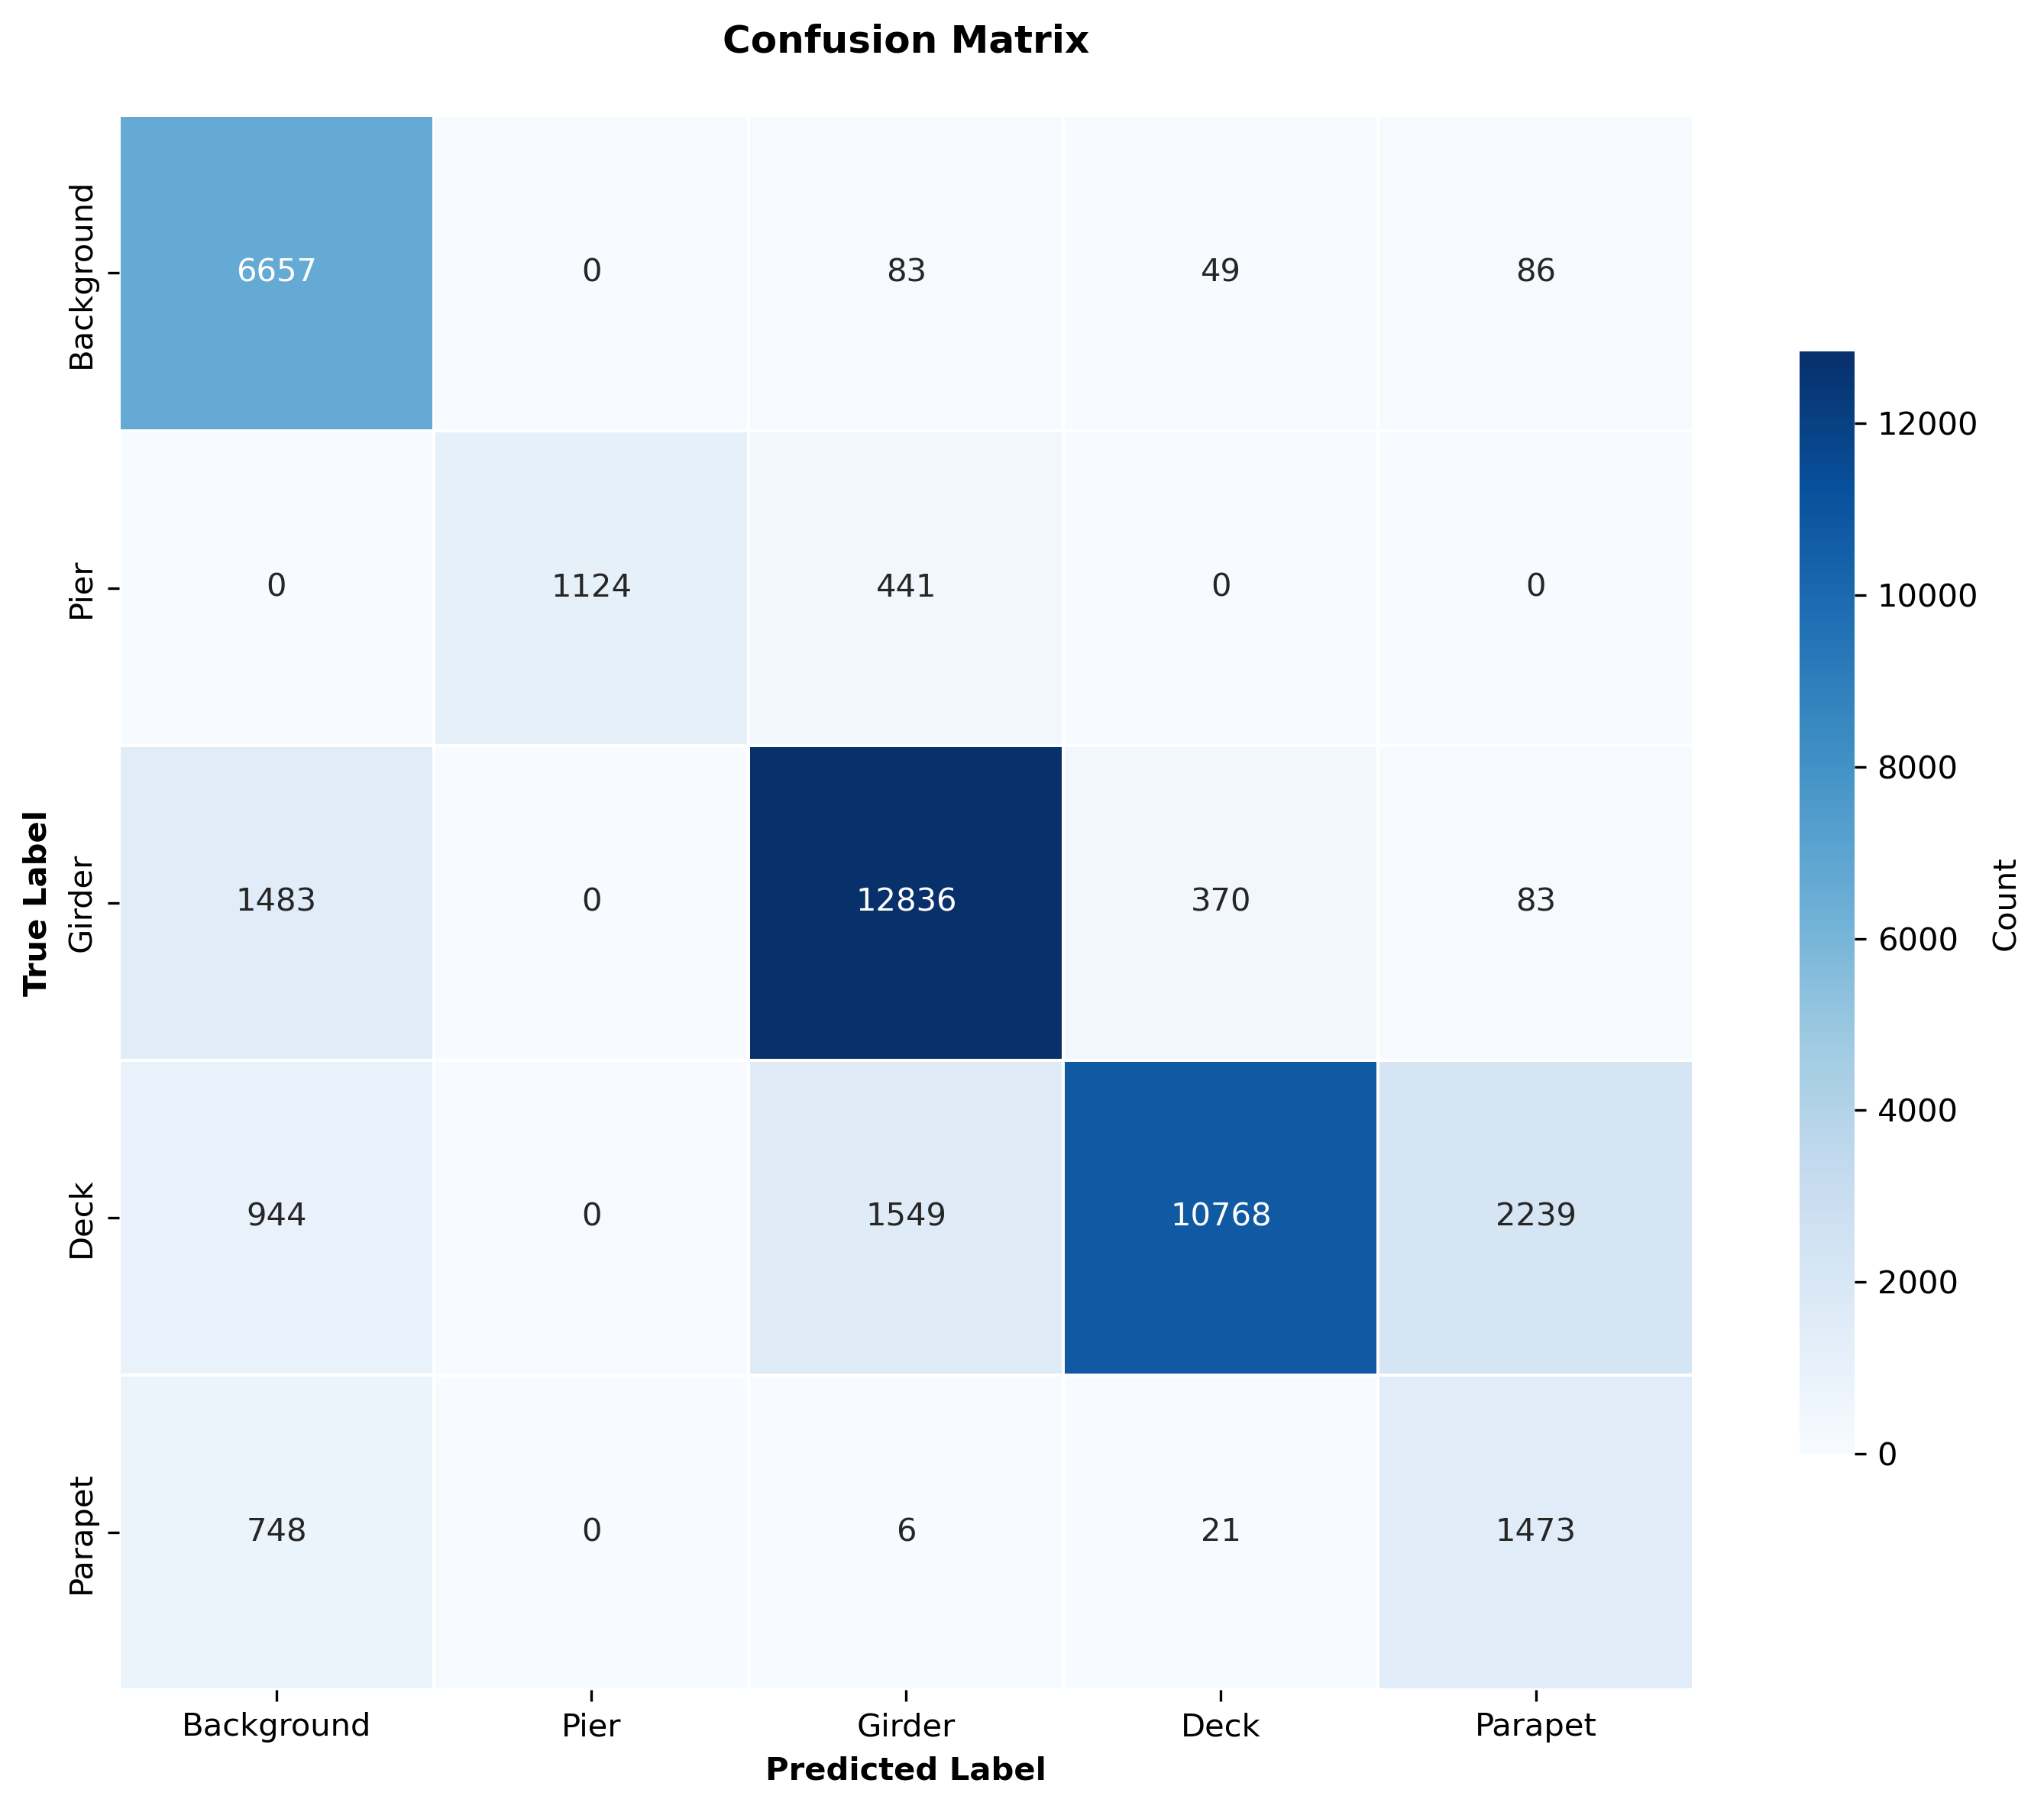 Confusion Matrix
True Label
Background
6657 0 83 49 86
Pier
0 1124 441 0 0
Girder
1483 0 12836 370 83
Deck
944 0 1549 10768 2239
Parapet
748 0 6 21 1473
Background Pier Girder Deck Parapet
Predicted Label
12000
10000
8000
6000
4000
2000
0
Count